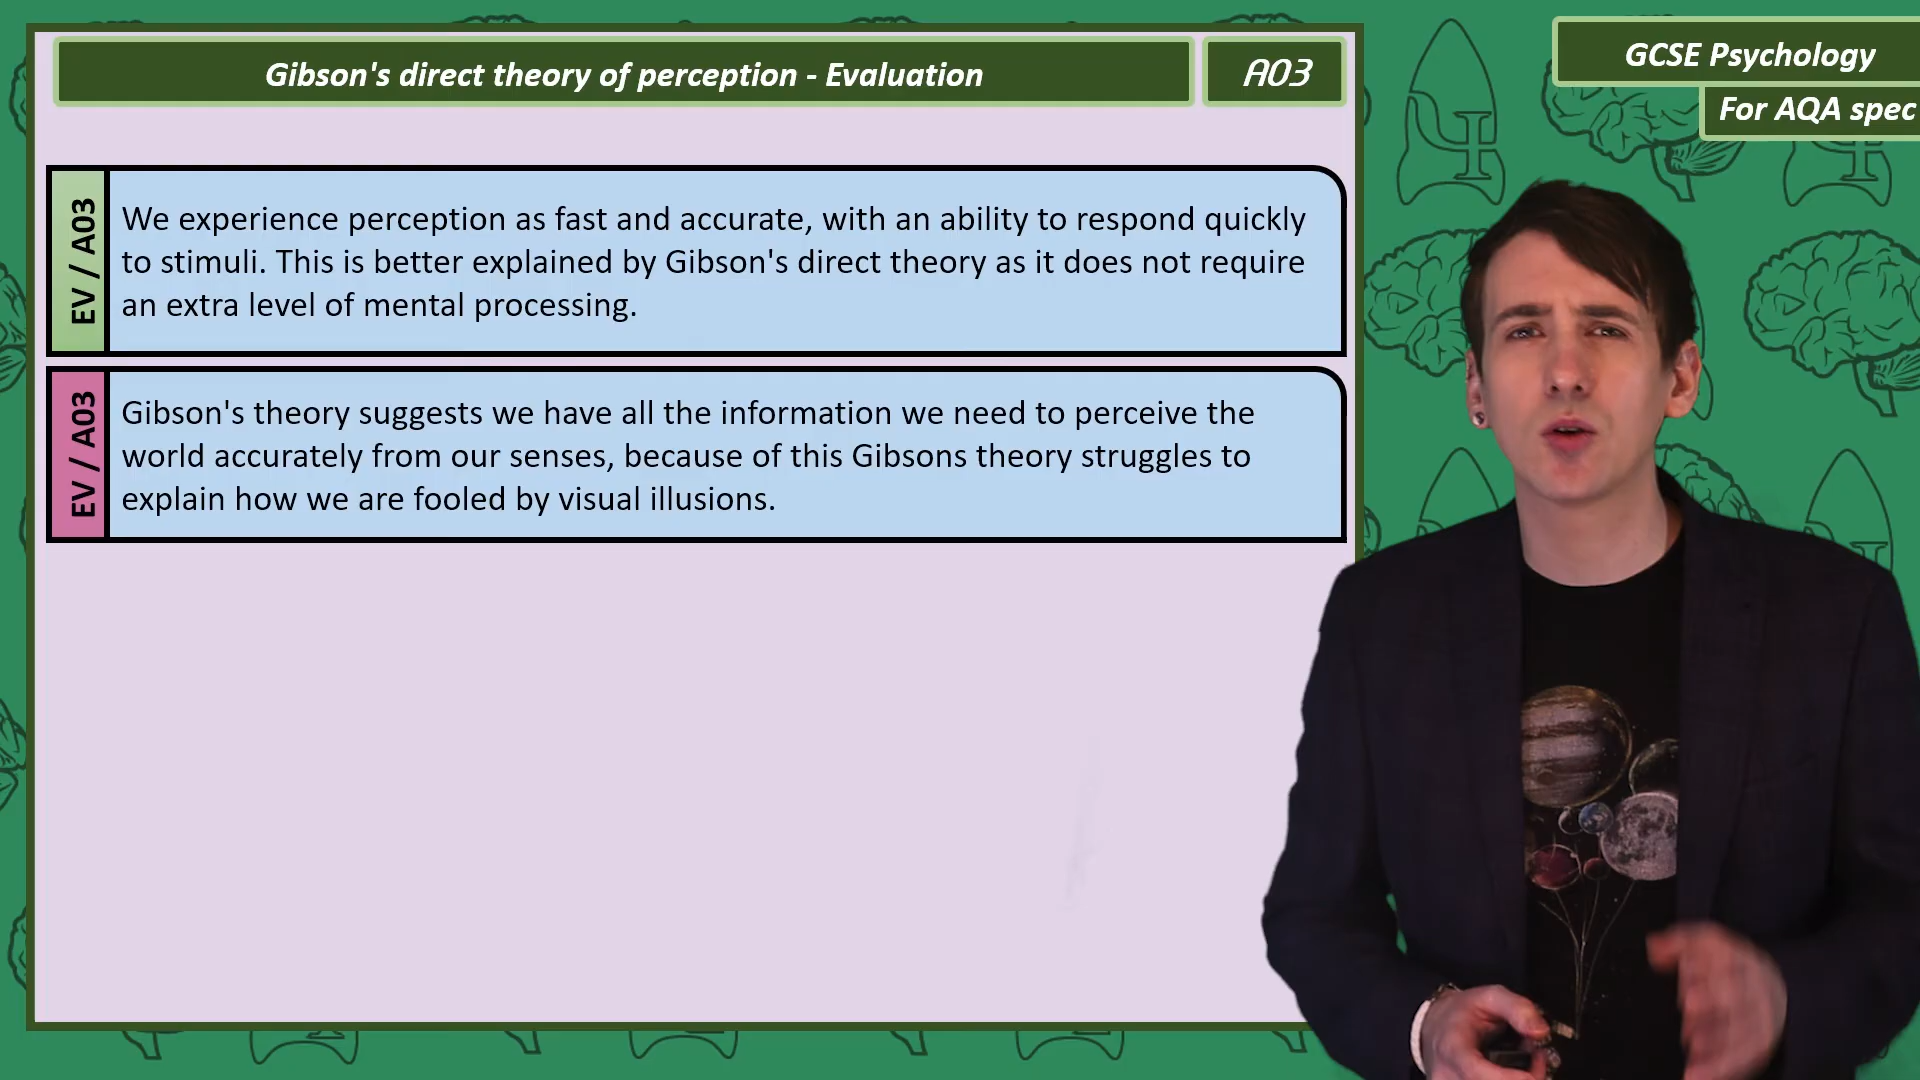 Gibson's direct theory of perception - Evaluation
AO3
GCSE Psychology
For AQA spec
EV / A03
We experience perception as fast and accurate, with an ability to respond quickly
to stimuli. This is better explained by Gibson's direct theory as it does not require
an extra level of mental processing.
EV / A03
Gibson's theory suggests we have all the information we need to perceive the
world accurately from our senses, because of this Gibsons theory struggles to
explain how we are fooled by visual illusions.